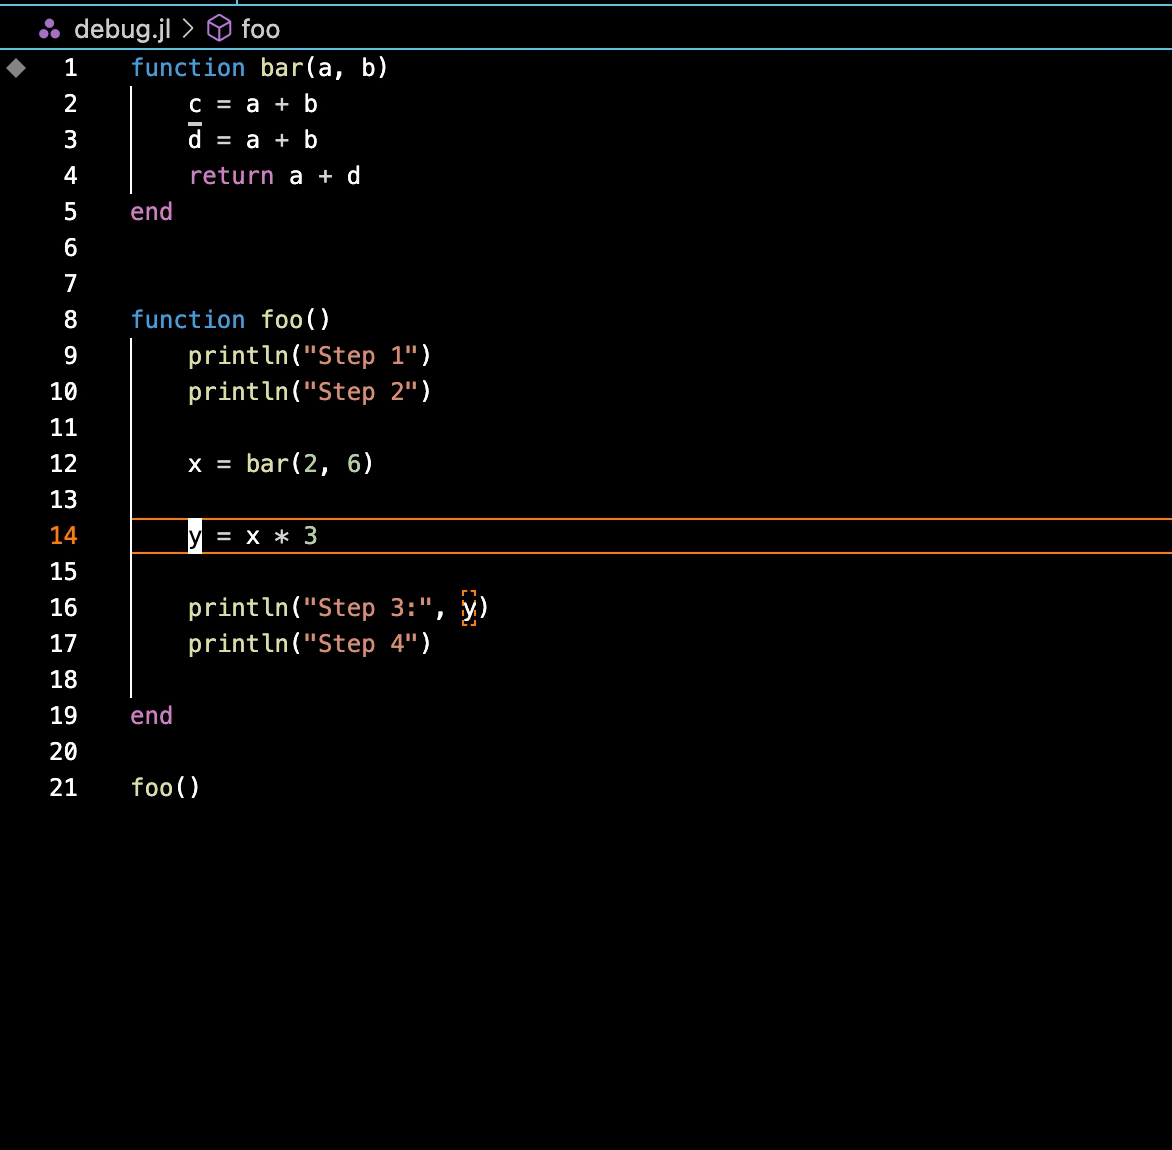 debug.jl > foo
1 function bar(a, b)
2 c = a + b
3 d = a + b
4 return a + d
5 end
6
7
8 function foo()
9 println("Step 1")
10 println("Step 2")
11
12 x = bar(2, 6)
13
14 y = x * 3
15
16 println("Step 3:", y)
17 println("Step 4")
18
19 end
20
21 foo()